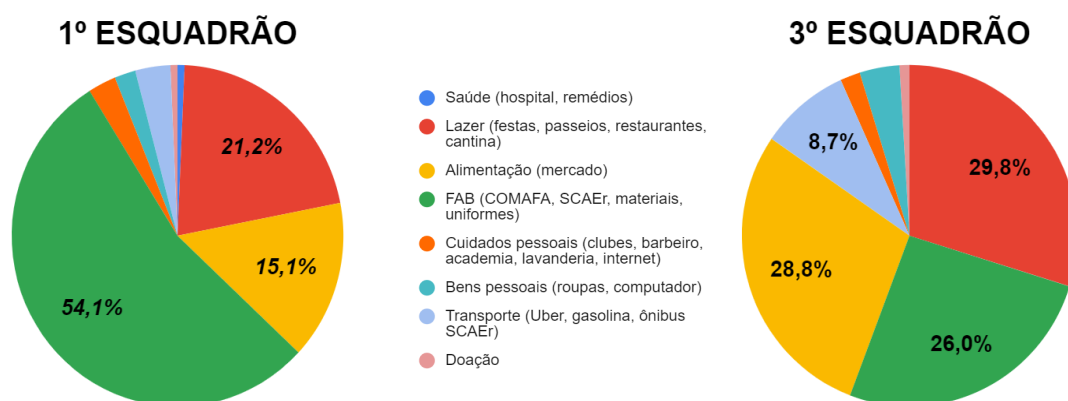 1º ESQUADRÃO
21,2%
15,1%
54,1%
Saúde (hospital, remédios)
Lazer (festas, passeios, restaurantes,
cantina)
Alimentação (mercado)
FAB (COMAFA, SCAEr, materiais,
uniformes)
Cuidados pessoais (clubes, barbeiro,
academia, lavanderia, internet)
Bens pessoais (roupas, computador)
Transporte (Uber, gasolina, ônibus
SCAEr)
Doação
3º ESQUADRÃO
8,7%
29,8%
28,8%
26,0%